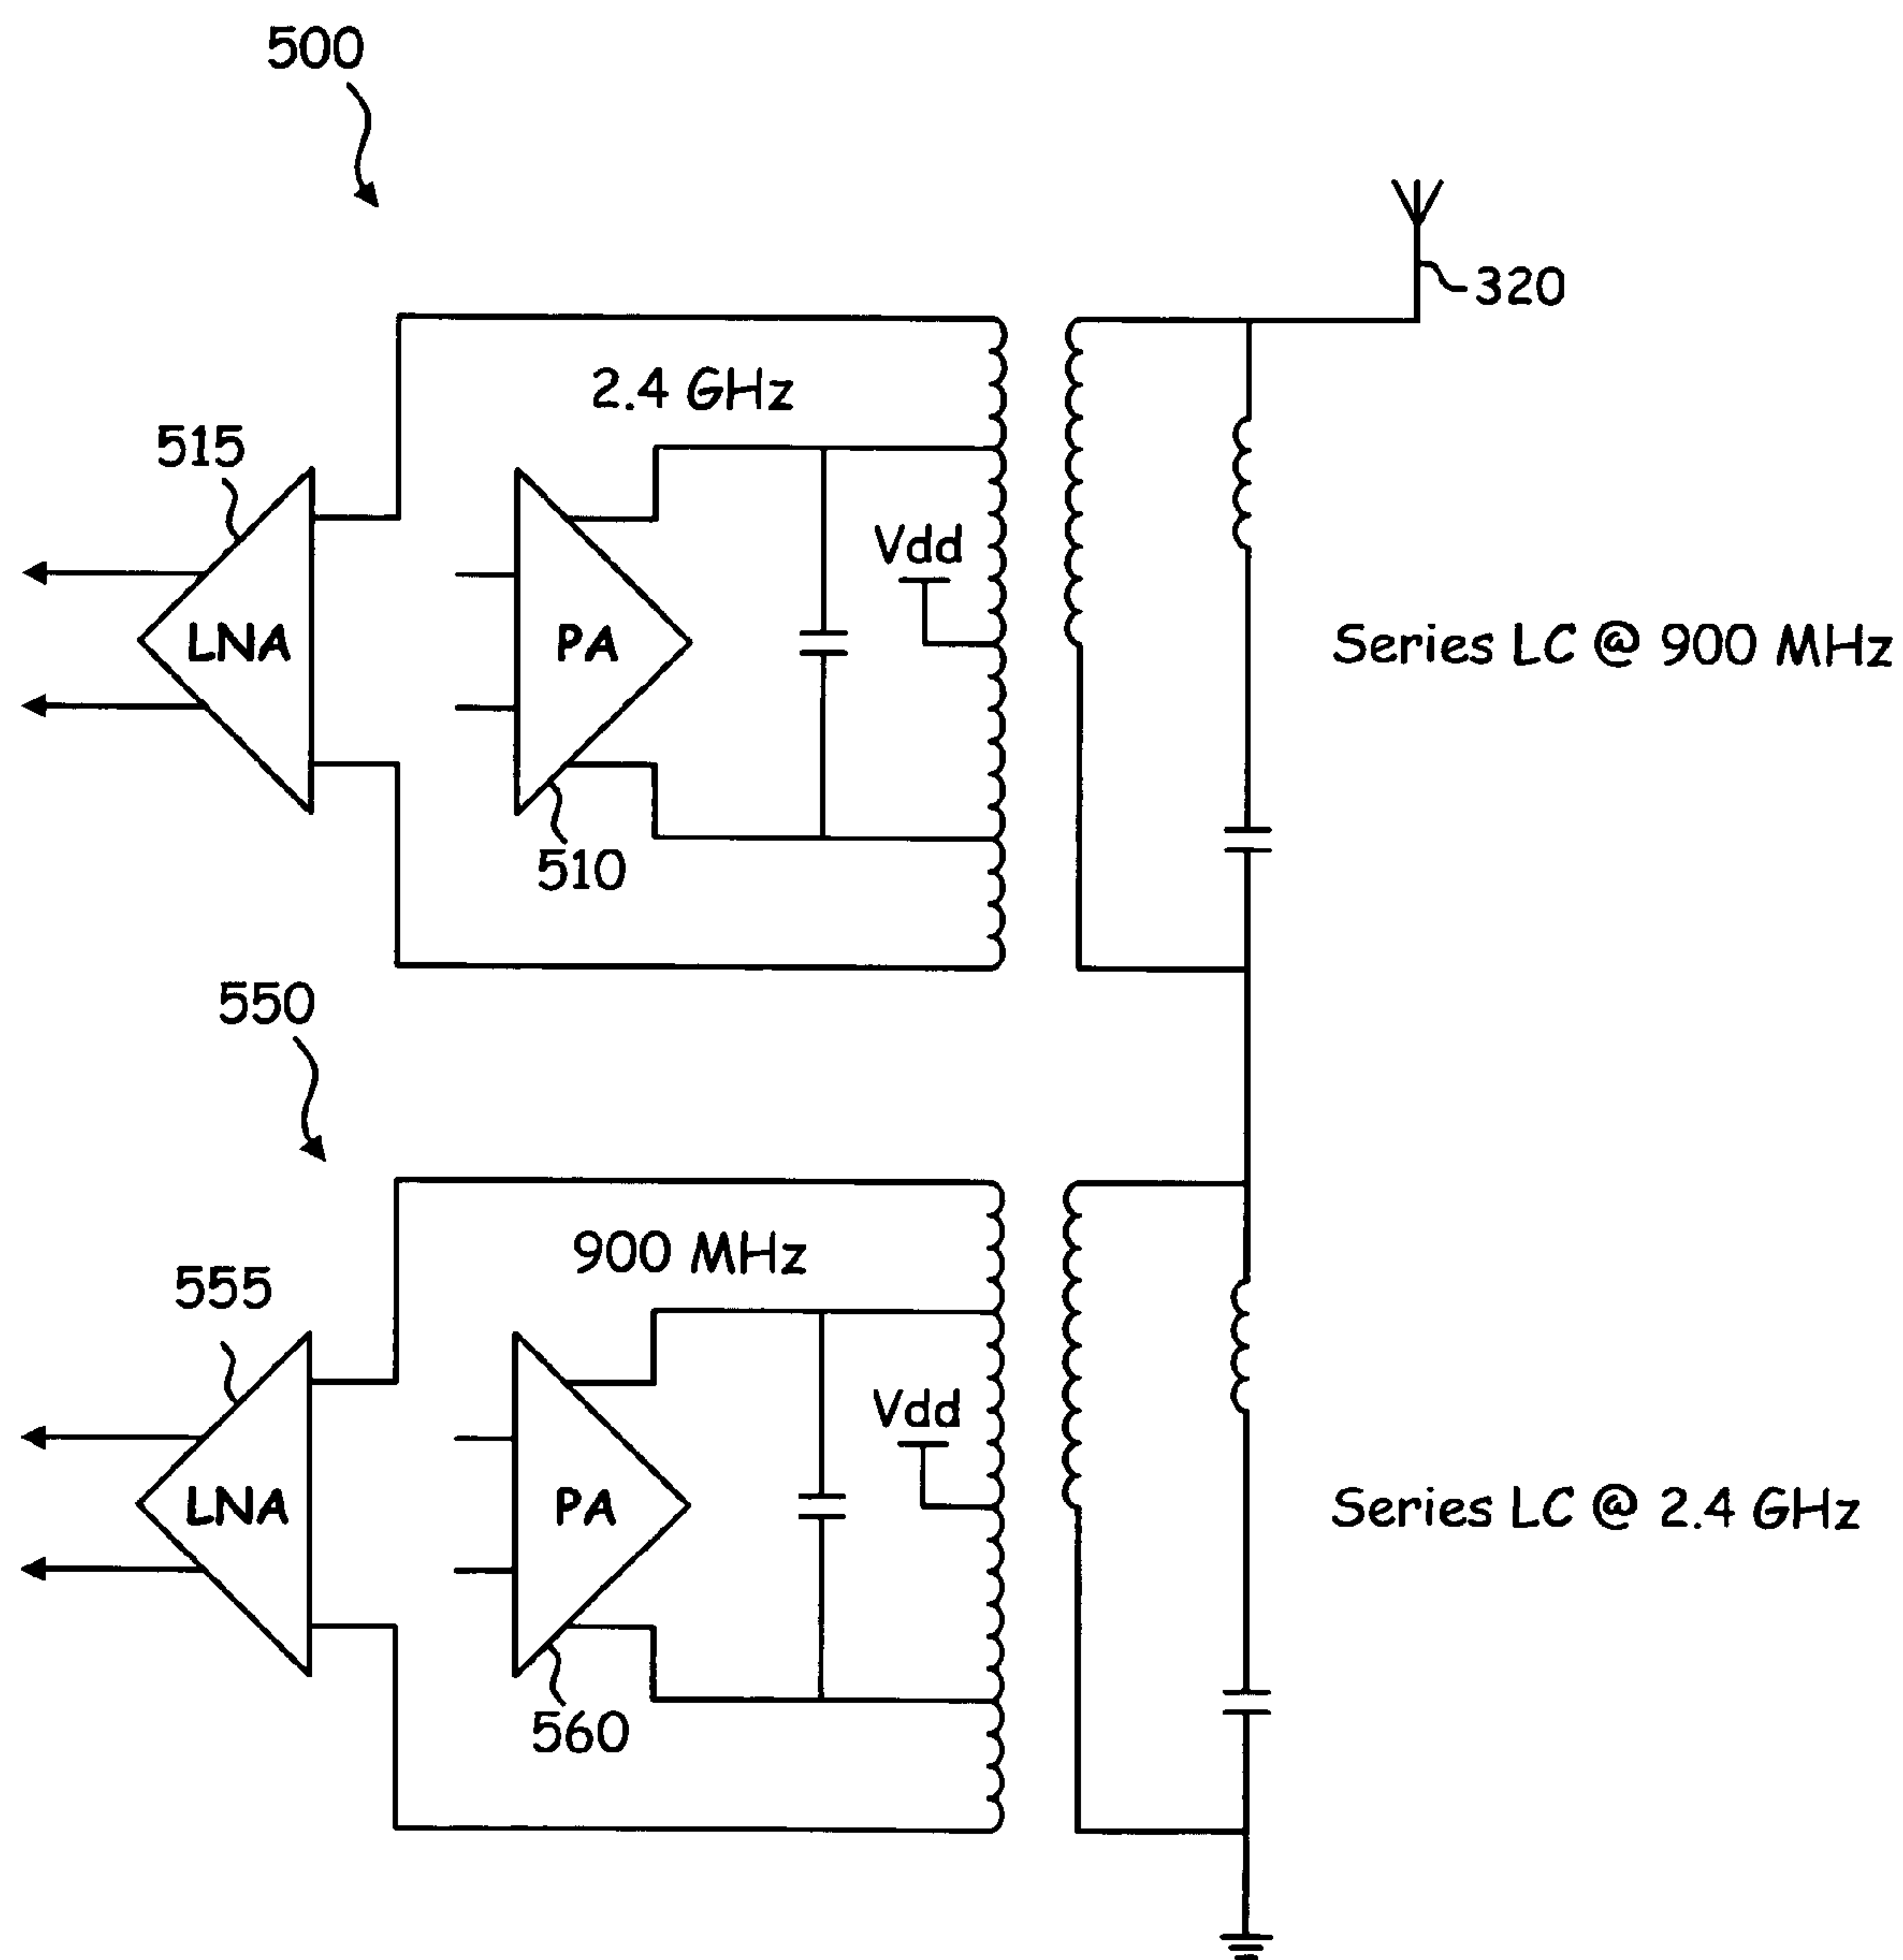 500
320
2.4 GHz
515
Vdd
LNA
PA
Series LC @ 900 MHz
510
550
900 MHz
555
Vdd
LNA
PA
Series LC @ 2.4 GHz
560